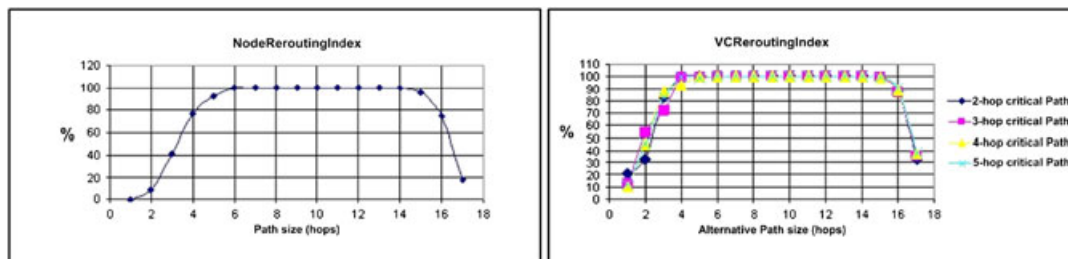 NodeReroutingIndex
120
100
80
60
40
20
0
%
0 2 4 6 8 10 12 14 16 18
Path size (hops)
VCReroutingIndex
110
100
90
80
70
60
50
40
30
20
10
0
%
0 2 4 6 8 10 12 14 16 18
Alternative Path size (hops)
2-hop critical Path
3-hop critical Path
4-hop critical Path
5-hop critical Path